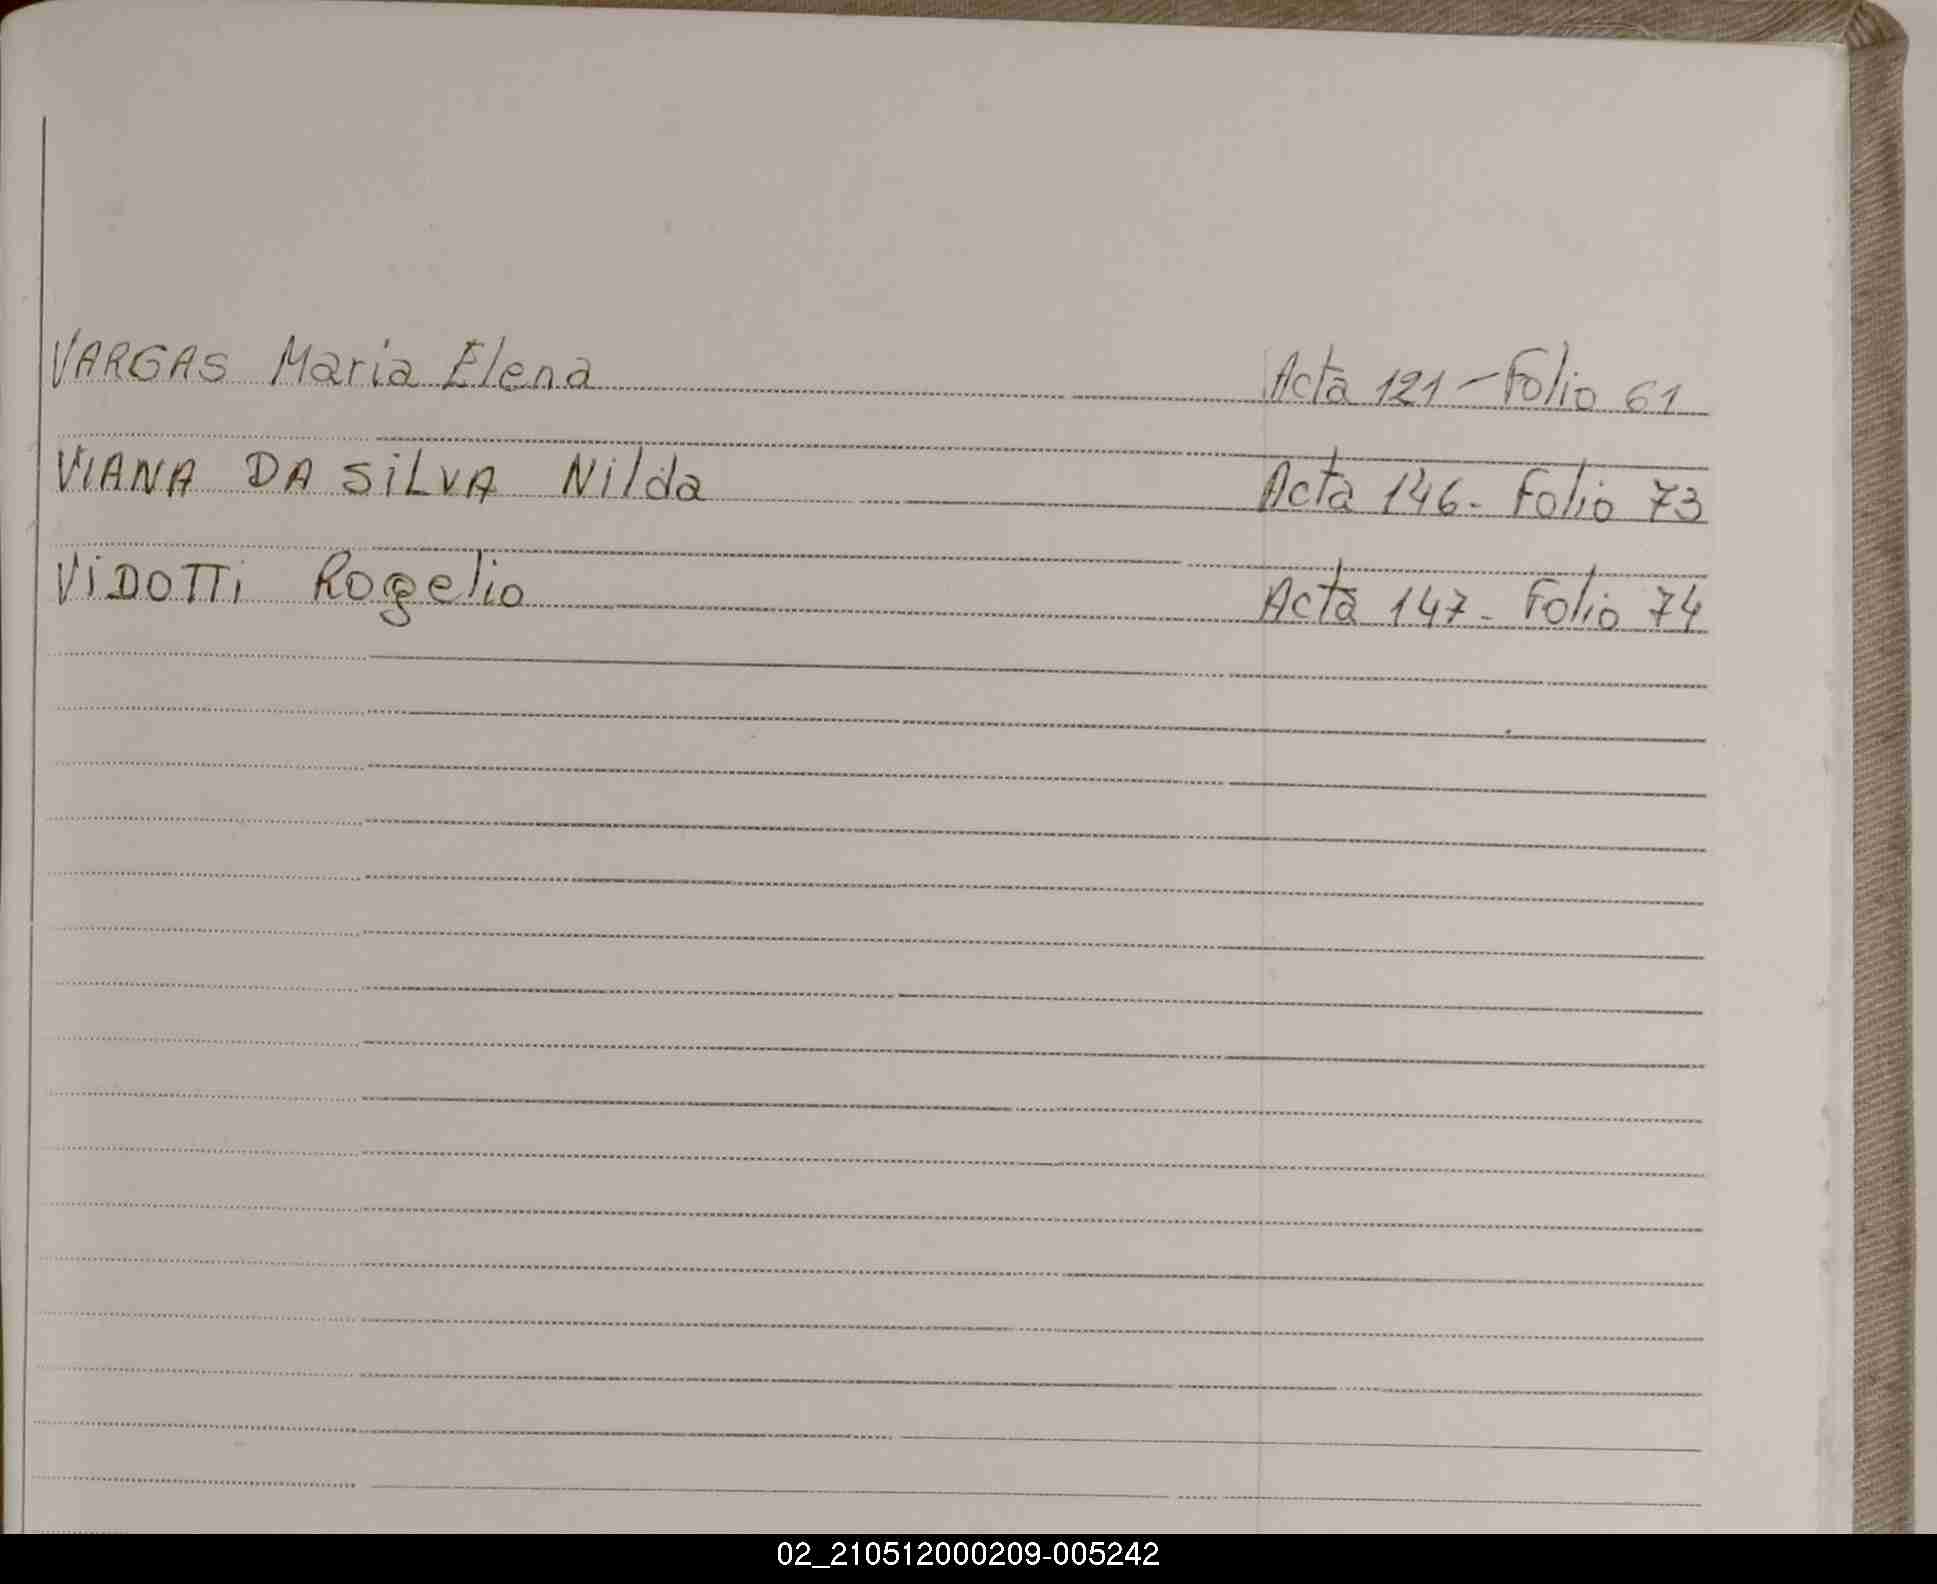 VARGAS Maria Elena Acta 121 - Folio 61
VIANA DA SiLVA Nilda Acta 146 - Folio 73
ViDOTTi Rogelio Acta 147 - Folio 74
02_210512000209-005242